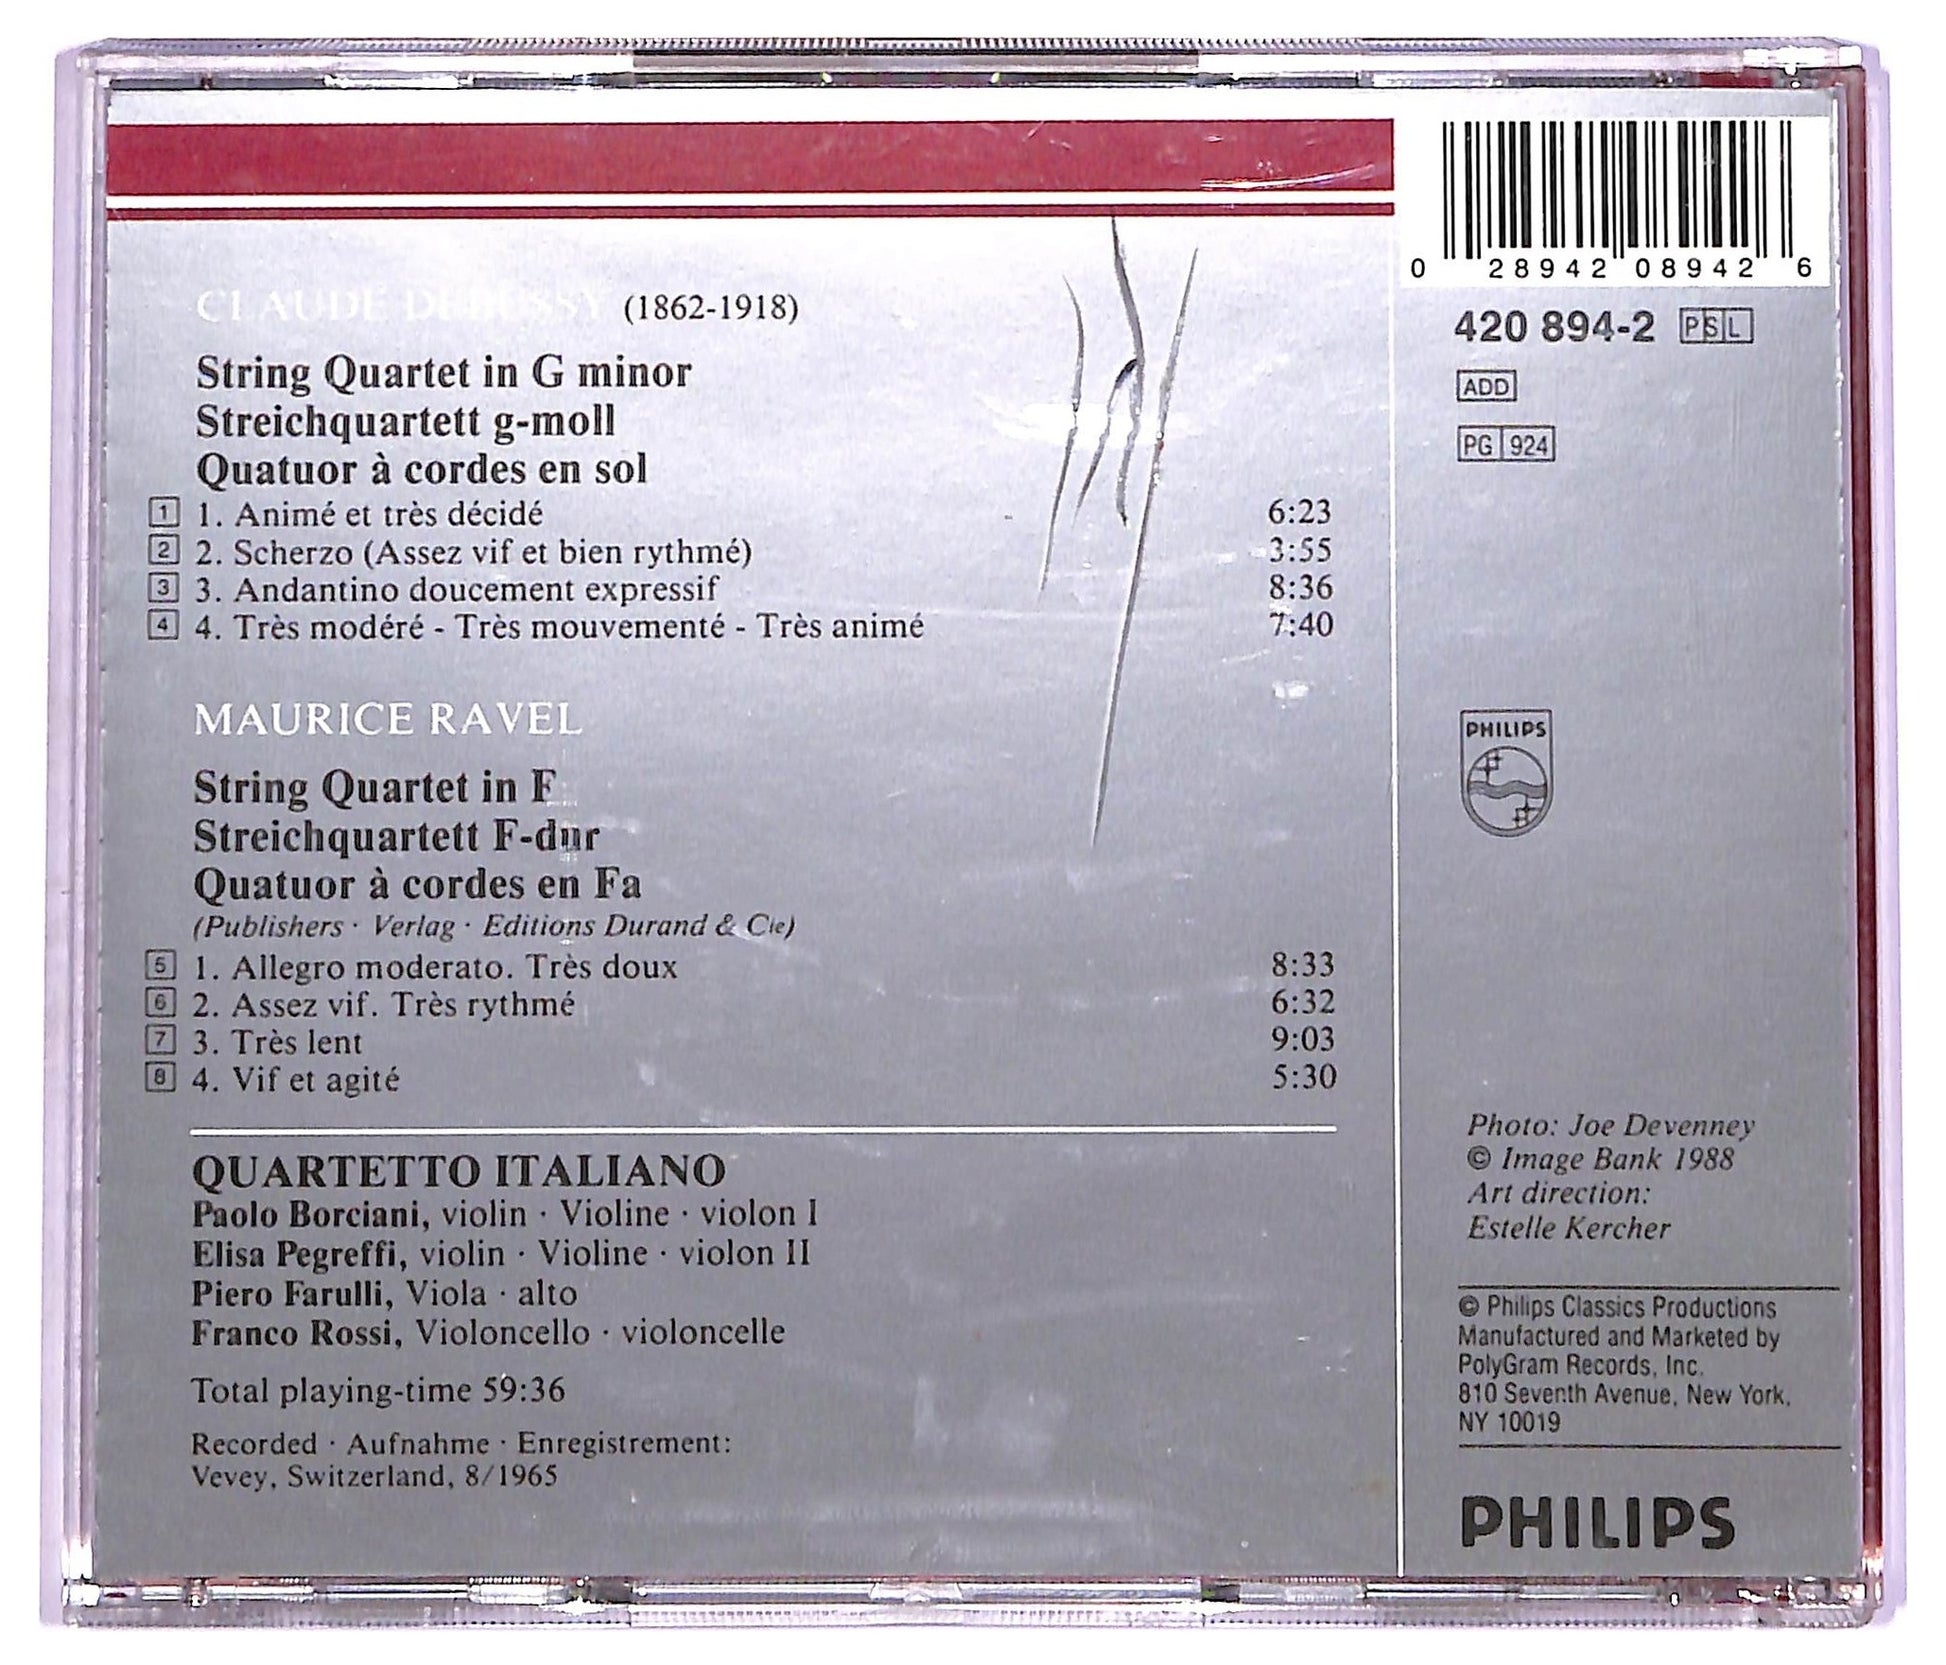 CLAUDE DEBUSSY (1862-1918)
String Quartet in G minor
Streichquartett g-moll
Quatuor à cordes en sol
1 1. Animé et très décidé 6:23
2 2. Scherzo (Assez vif et bien rythmé) 3:55
3 3. Andantino doucement expressif 8:36
4 4. Très modéré - Très mouvementé - Très animé 7:40
MAURICE RAVEL
String Quartet in F
Streichquartett F-dur
Quatuor à cordes en Fa
(Publishers · Verlag · Editions Durand & Cie)
5 1. Allegro moderato. Très doux 8:33
6 2. Assez vif. Très rythmé 6:32
7 3. Très lent 9:03
8 4. Vif et agité 5:30
QUARTETTO ITALIANO
Paolo Borciani, violin · Violine · violon I
Elisa Pegreffi, violin · Violine · violon II
Piero Farulli, Viola · alto
Franco Rossi, Violoncello · violoncelle
Total playing-time 59:36
Recorded · Aufnahme · Enregistrement:
Vevey, Switzerland, 8/1965
0 28942 08942 6
420 894-2 PSL
ADD
PG 924
PHILIPS
Photo: Joe Devenney
© Image Bank 1988
Art direction:
Estelle Kercher
© Philips Classics Productions
Manufactured and Marketed by
PolyGram Records, Inc.
810 Seventh Avenue, New York,
NY 10019
PHILIPS